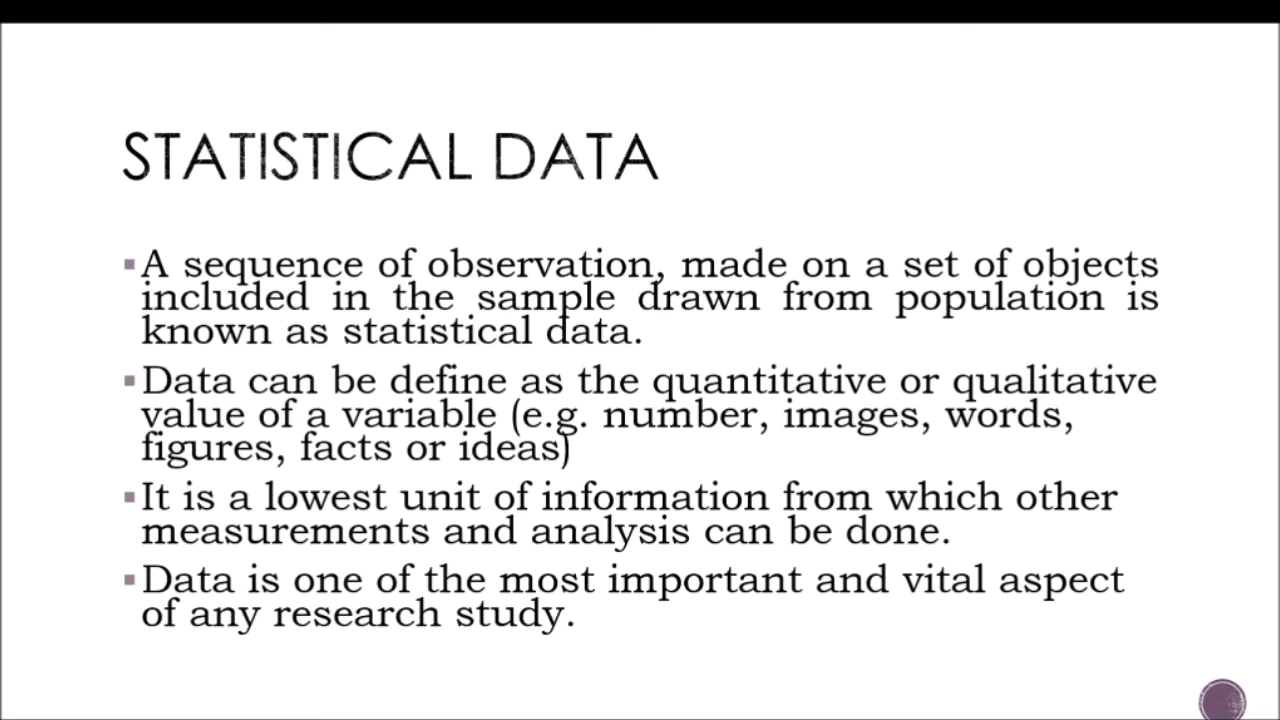 STATISTICAL DATA
▪A sequence of observation, made on a set of objects
included in the sample drawn from population is
known as statistical data.
▪Data can be define as the quantitative or qualitative
value of a variable (e.g. number, images, words,
figures, facts or ideas)
▪It is a lowest unit of information from which other
measurements and analysis can be done.
▪Data is one of the most important and vital aspect
of any research study.